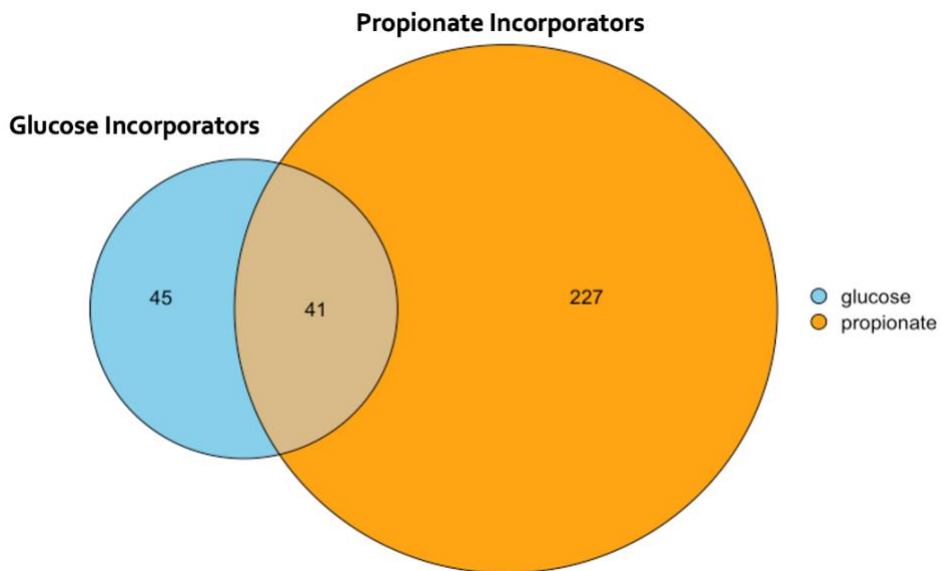 Propionate Incorporators
Glucose Incorporators
45
41
227
glucose
propionate